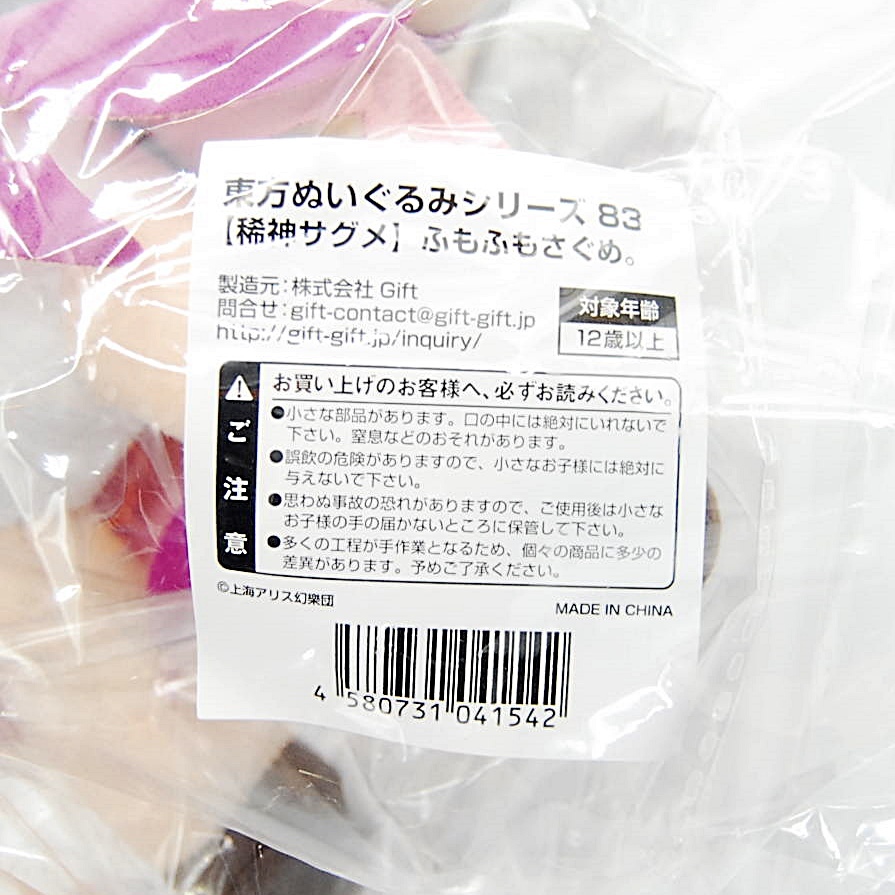 東方ぬいぐるみシリーズ 83
【稀神サグメ】ふもふもさぐめ。
製造元：株式会社 Gift
問合せ：gift-contact@gift-gift.jp
http://gift-gift.jp/inquiry/
対象年齢
12歳以上
ご注意
お買い上げのお客様へ、必ずお読みください。
●小さな部品があります。口の中には絶対にいれないで
下さい。窒息などのおそれがあります。
●誤飲の危険がありますので、小さなお子様には絶対に
与えないで下さい。
●思わぬ事故の恐れがありますので、ご使用後は小さな
お子様の手の届かないところに保管して下さい。
●多くの工程が手作業となるため、個々の商品に多少の
差異があります。予めご了承ください。
©上海アリス幻樂団
MADE IN CHINA
4 580731 041542